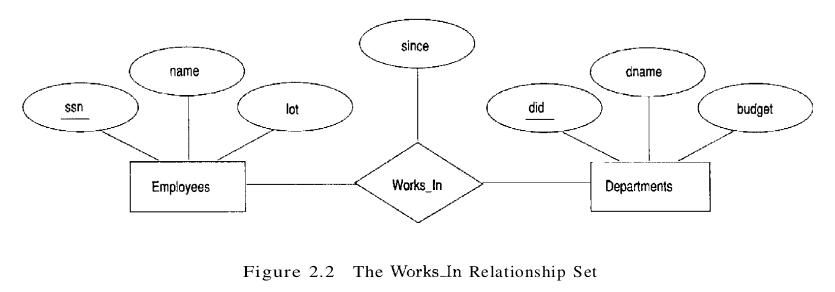 since
name
dname
ssn
lot
did
budget
Employees
Works_In
Departments
Figure 2.2 The Works_In Relationship Set